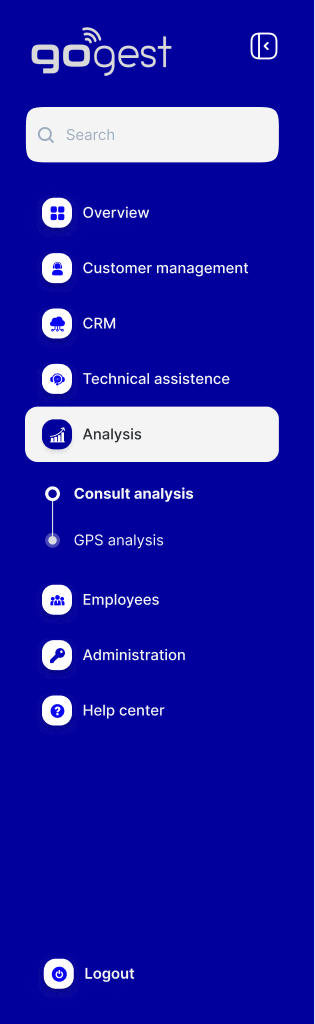 gogest
Search
Overview
Customer management
CRM
Technical assistence
Analysis
Consult analysis
GPS analysis
Employees
Administration
Help center
Logout